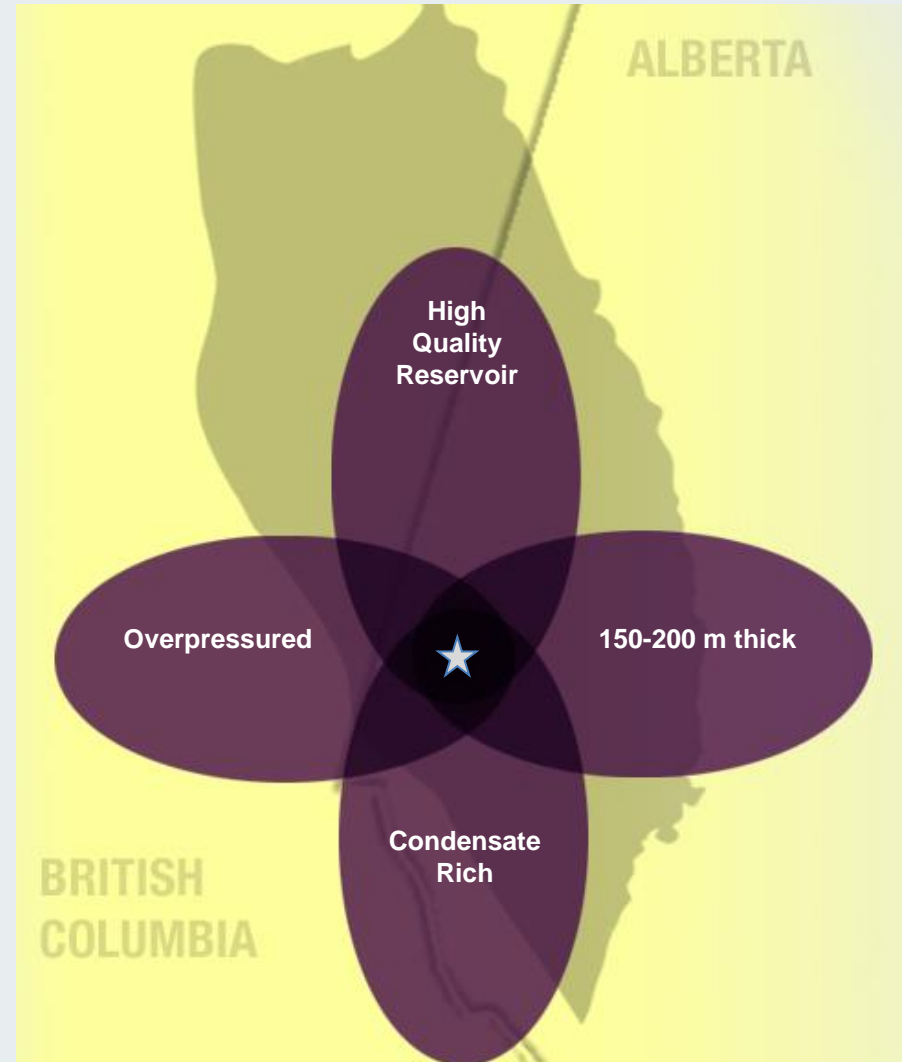 ALBERTA
High
Quality
Reservoir
Overpressured
150-200 m thick
Condensate
Rich
BRITISH
COLUMBIA